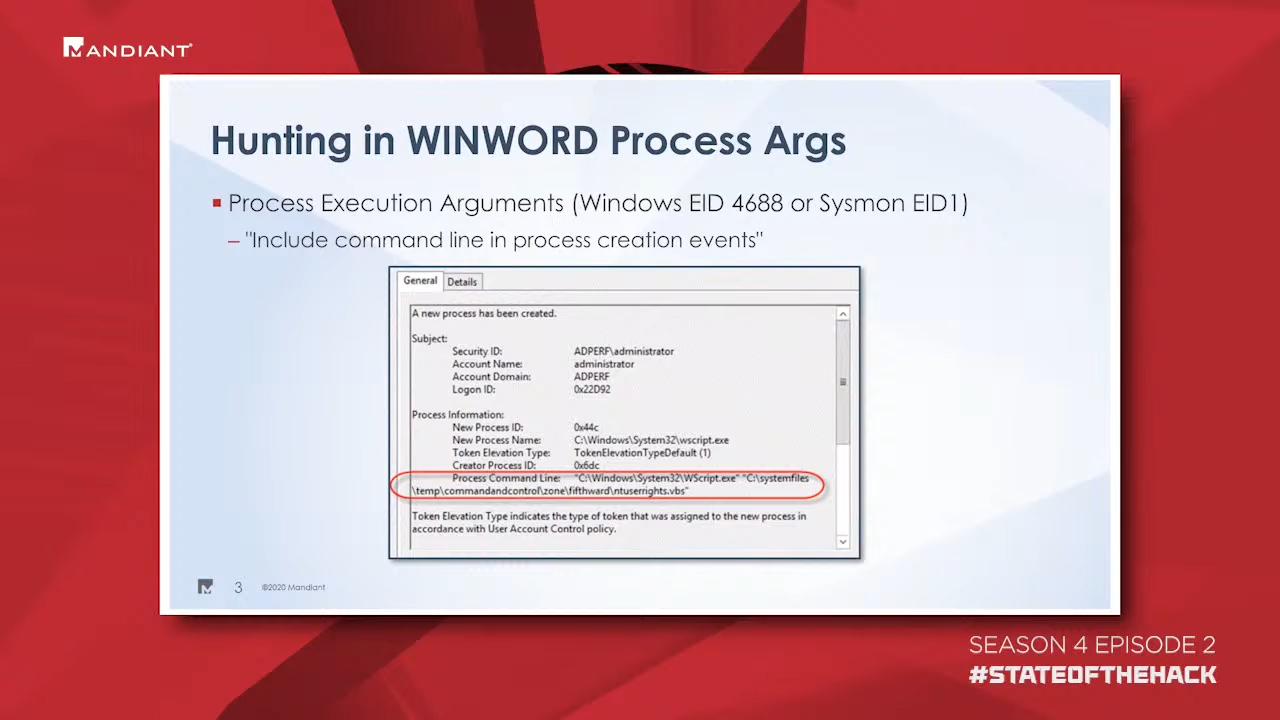 MANDIANT
Hunting in WINWORD Process Args
Process Execution Arguments (Windows EID 4688 or Sysmon EID1)
– "Include command line in process creation events"
General Details
A new process has been created.
Subject:
Security ID: ADPERF\administrator
Account Name: administrator
Account Domain: ADPERF
Logon ID: 0x22D92
Process Information:
New Process ID: 0x44c
New Process Name: C:\Windows\System32\wscript.exe
Token Elevation Type: TokenElevationTypeDefault (1)
Creator Process ID: 0x6dc
Process Command Line: "C:\Windows\System32\WScript.exe" "C:\systemfiles
\temp\commandandcontrol\zone\fifthward\ntuserrights.vbs"
Token Elevation Type indicates the type of token that was assigned to the new process in
accordance with User Account Control policy.
3 ©2020 Mandiant
SEASON 4 EPISODE 2
#STATEOFTHEHACK